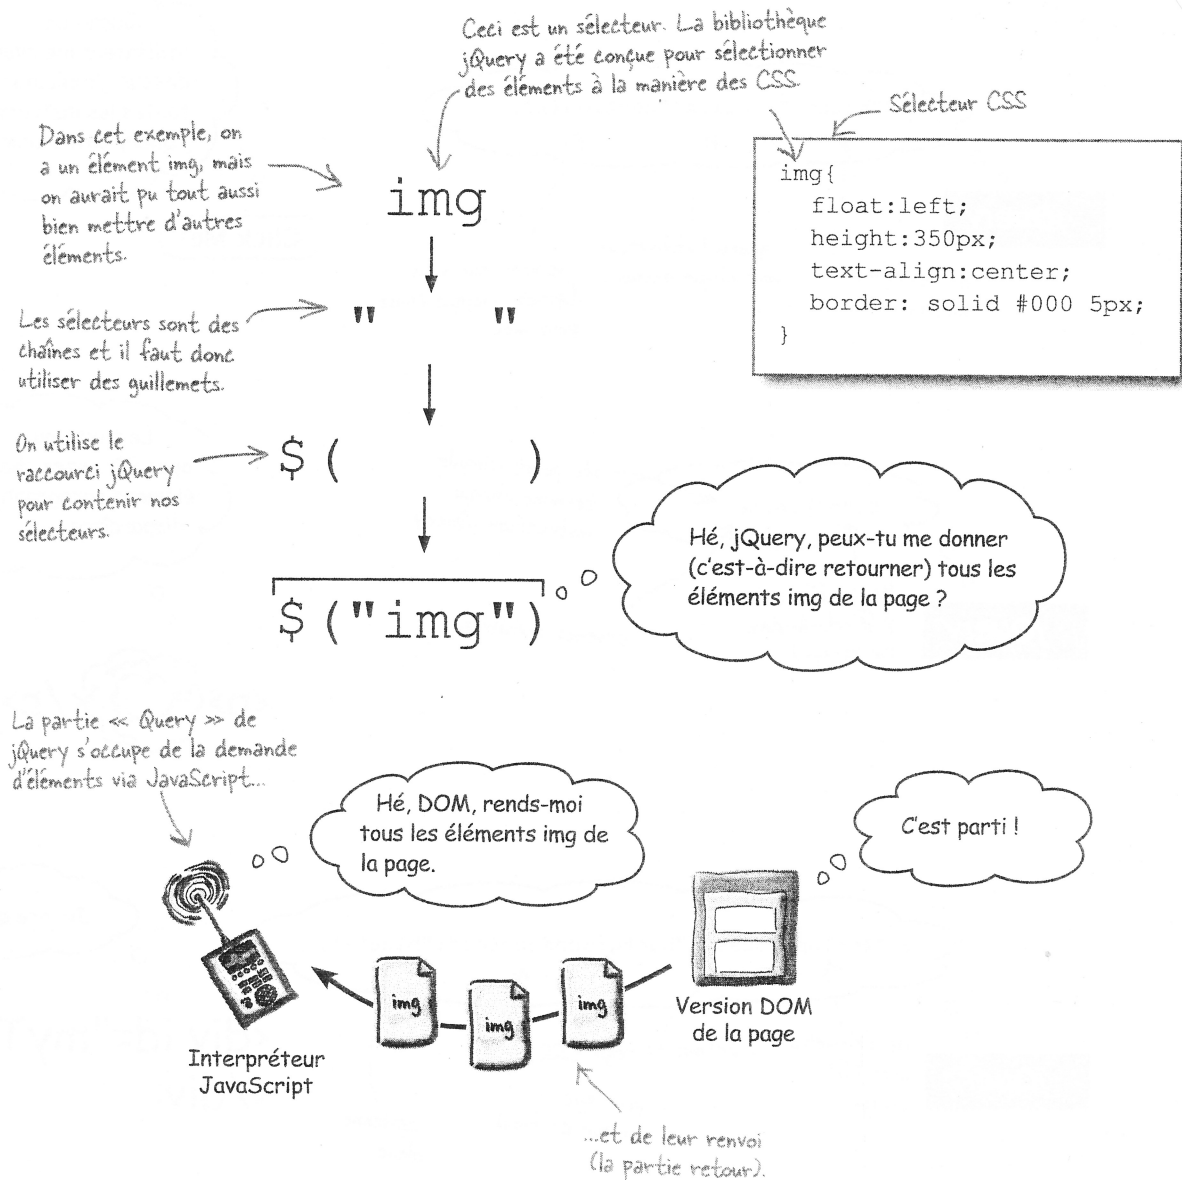 Ceci est un sélecteur. La bibliothèque
jQuery a été conçue pour sélectionner
des éléments à la manière des CSS.
Sélecteur CSS
Dans cet exemple, on
a un élément img, mais
on aurait pu tout aussi
bien mettre d'autres
éléments.
img
img{
float:left;
height:350px;
text-align:center;
border: solid #000 5px;
}
Les sélecteurs sont des
chaînes et il faut donc
utiliser des guillemets.
" "
On utilise le
raccourci jQuery
pour contenir nos
sélecteurs.
$( )
$("img")
Hé, jQuery, peux-tu me donner
(c'est-à-dire retourner) tous les
éléments img de la page ?
La partie « Query » de
jQuery s'occupe de la demande
d'éléments via JavaScript...
Hé, DOM, rends-moi
tous les éléments img de
la page.
C'est parti !
img
img
img
Version DOM
de la page
Interpréteur
JavaScript
...et de leur renvoi
(la partie retour).